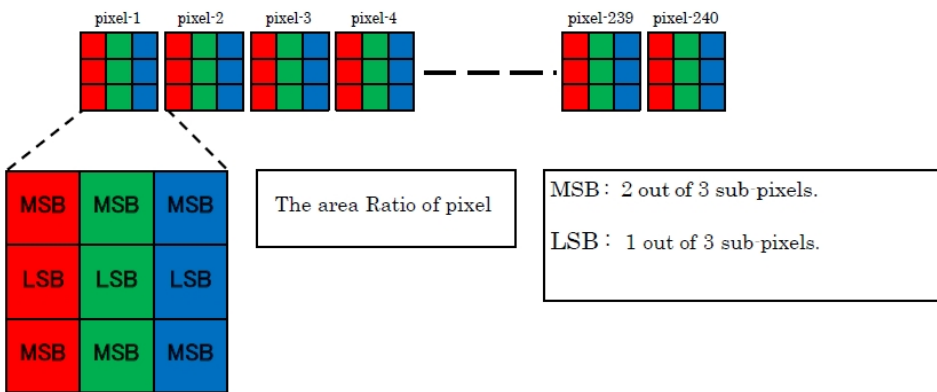 pixel-1 pixel-2 pixel-3 pixel-4 pixel-239 pixel-240
MSB MSB MSB
LSB LSB LSB
MSB MSB MSB
The area Ratio of pixel
MSB : 2 out of 3 sub-pixels.
LSB : 1 out of 3 sub-pixels.